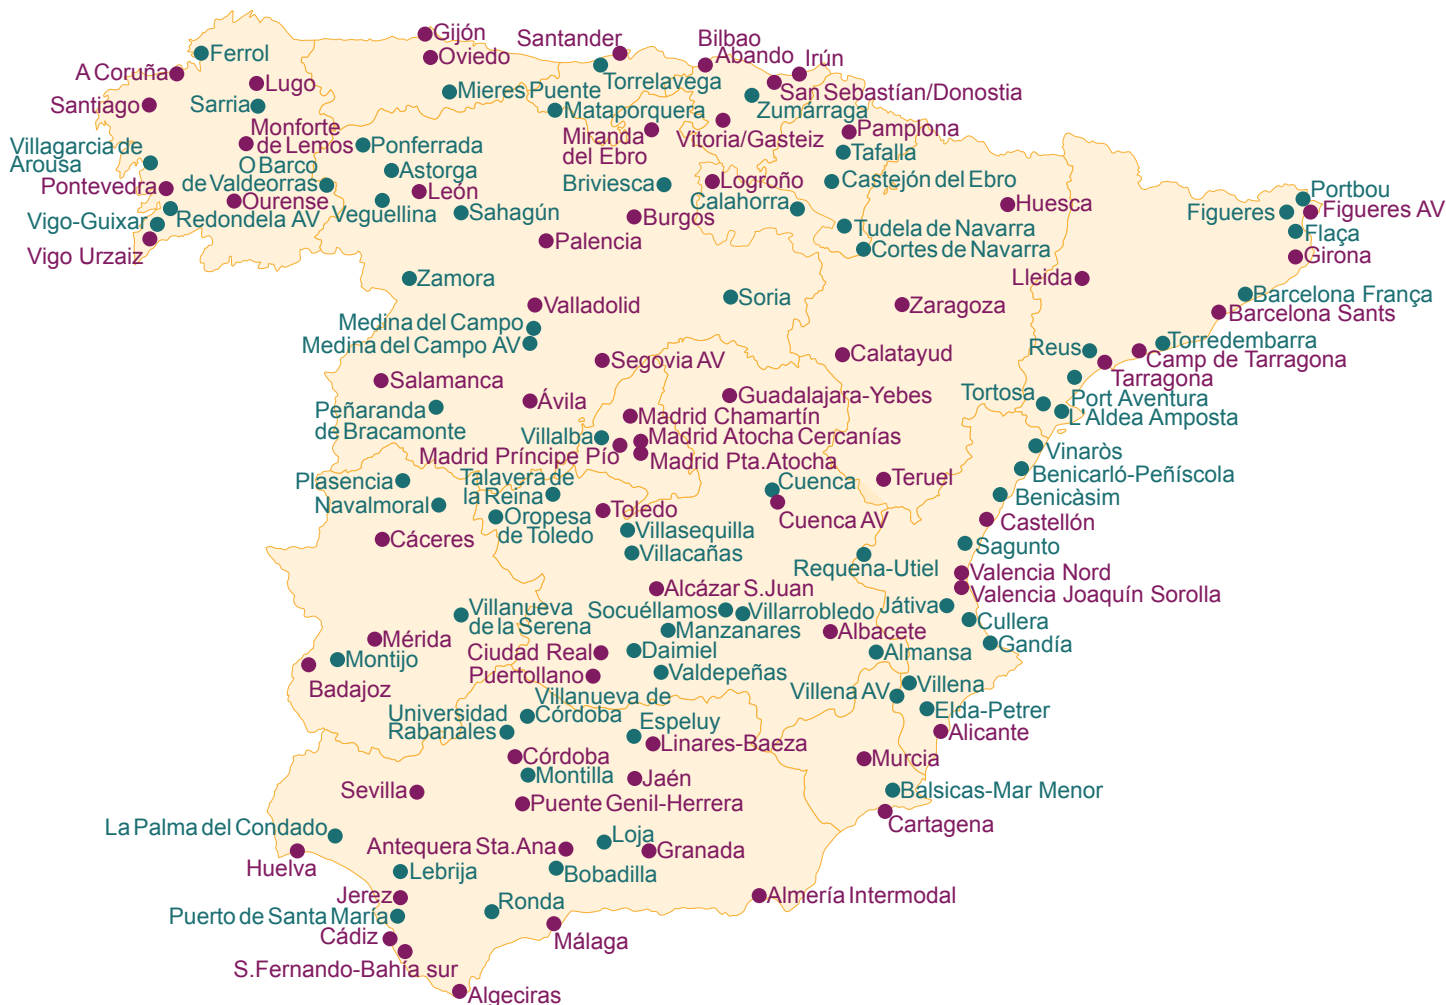 Gijón
Santander
Bilbao
Abando
Irún
Ferrol
Oviedo
A Coruña
Lugo
Mieres Puente
Torrelavega
San Sebastían/Donostia
Santiago
Sarria
Mataporquera
Zumárraga
Monforte
de Lemos
Ponferrada
Miranda
del Ebro
Vitoria/Gasteiz
Pamplona
Villagarcia de
Arousa
O Barco
de Valdeorras
Astorga
Tafalla
Pontevedra
León
Briviesca
Logroño
Castejón del Ebro
Portbou
Ourense
Veguellina
Sahagún
Calahorra
Huesca
Figueres
Figueres AV
Vigo-Guixar
Redondela AV
Burgos
Tudela de Navarra
Flaça
Vigo Urzaiz
Palencia
Cortes de Navarra
Girona
Zamora
Lleida
Valladolid
Soria
Zaragoza
Barcelona França
Barcelona Sants
Medina del Campo
Medina del Campo AV
Torredembarra
Segovia AV
Calatayud
Reus
Camp de Tarragona
Tarragona
Salamanca
Guadalajara-Yebes
Tortosa
Port Aventura
L'Aldea Amposta
Peñaranda
de Bracamonte
Ávila
Madrid Chamartín
Villalba
Madrid Atocha Cercanías
Madrid Príncipe Pío
Madrid Pta.Atocha
Vinaròs
Plasencia
Talavera de
la Reina
Cuenca
Teruel
Benicarló-Peñíscola
Navalmoral
Benicàsim
Oropesa
de Toledo
Toledo
Cuenca AV
Castellón
Villasequilla
Cáceres
Villacañas
Requena-Utiel
Sagunto
Valencia Nord
Valencia Joaquín Sorolla
Alcázar S.Juan
Játiva
Villanueva
de la Serena
Socuéllamos
Villarrobledo
Cullera
Mérida
Manzanares
Albacete
Gandía
Montijo
Ciudad Real
Daimiel
Almansa
Badajoz
Puertollano
Valdepeñas
Villena AV
Villena
Villanueva de
Córdoba
Elda-Petrer
Universidad
Rabanales
Espeluy
Linares-Baeza
Alicante
Córdoba
Murcia
Montilla
Jaén
Sevilla
Puente Genil-Herrera
Balsicas-Mar Menor
Cartagena
La Palma del Condado
Loja
Huelva
Antequera Sta.Ana
Granada
Lebrija
Bobadilla
Jerez
Almería Intermodal
Puerto de Santa María
Ronda
Cádiz
Málaga
S.Fernando-Bahía sur
Algeciras